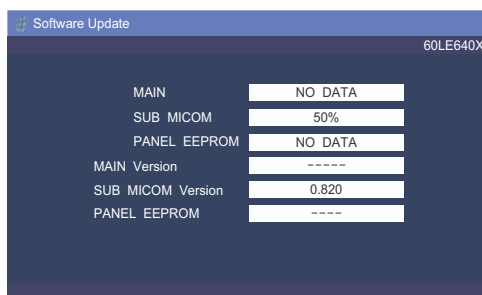 Software Update
60LE640X
MAIN NO DATA
SUB MICOM 50%
PANEL EEPROM NO DATA
MAIN Version -----
SUB MICOM Version 0.820
PANEL EEPROM ----